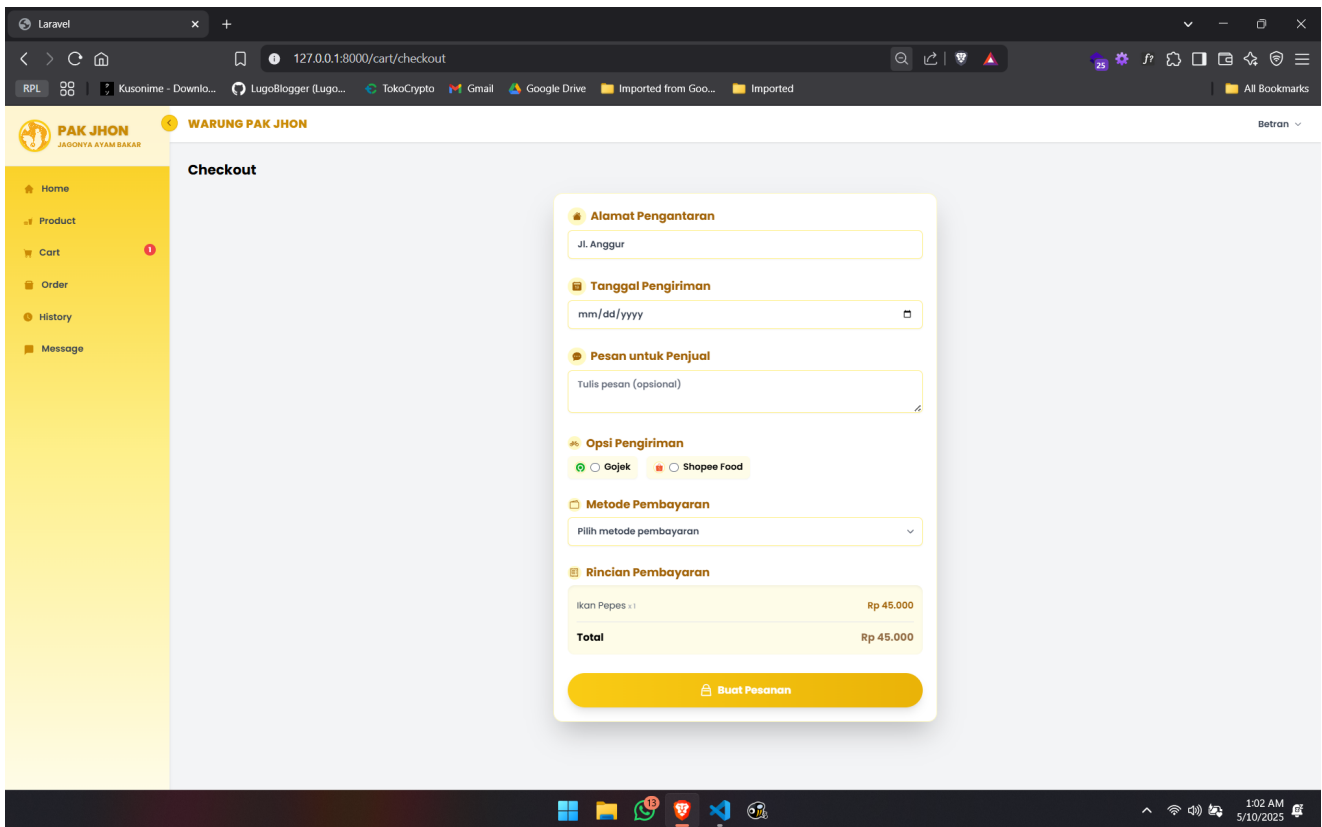 Laravel
127.0.0.1:8000/cart/checkout
25
RPL
Kusonime - Downlo...
LugoBlogger (Lugo...
TokoCrypto
Gmail
Google Drive
Imported from Goo...
Imported
All Bookmarks
PAK JHON
JAGONYA AYAM BAKAR
WARUNG PAK JHON
Betran
Checkout
Home
Product
Cart
1
Order
History
Message
Alamat Pengantaran
Jl. Anggur
Tanggal Pengiriman
mm/dd/yyyy
Pesan untuk Penjual
Tulis pesan (opsional)
Opsi Pengiriman
Gojek
Shopee Food
Metode Pembayaran
Pilih metode pembayaran
Rincian Pembayaran
Ikan Pepes x 1
Rp 45.000
Total
Rp 45.000
Buat Pesanan
13
1:02 AM
5/10/2025